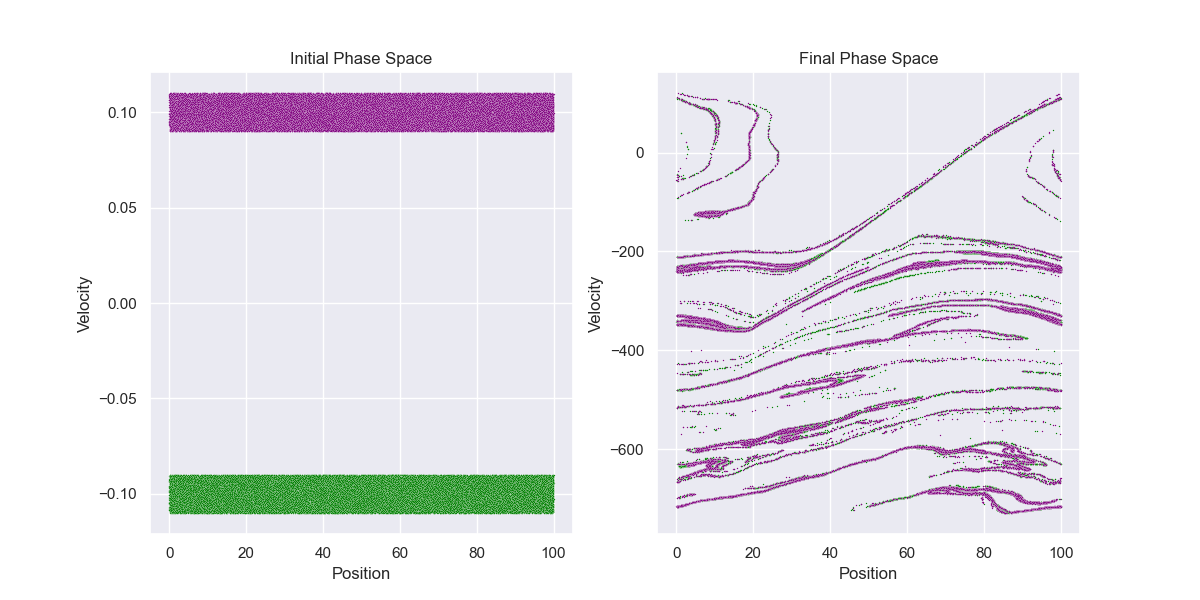 Initial Phase Space
Velocity
0.10
0.05
0.00
−0.05
−0.10
0 20 40 60 80 100
Position
Final Phase Space
Velocity
0
−200
−400
−600
0 20 40 60 80 100
Position